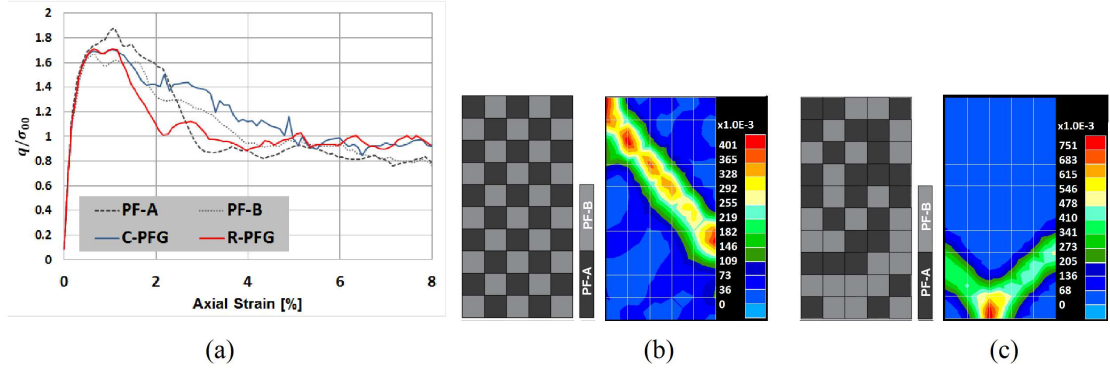 2
1.8
1.6
1.4
1.2
1
0.8
0.6
0.4
0.2
0
q/σ00
PF-A
PF-B
C-PFG
R-PFG
0
2
4
6
8
Axial Strain [%]
(a)
PF-B
PF-A
x1.0E-3
401
365
328
292
255
219
182
146
109
73
36
0
(b)
PF-B
PF-A
x1.0E-3
751
683
615
546
478
410
341
273
205
136
68
0
(c)